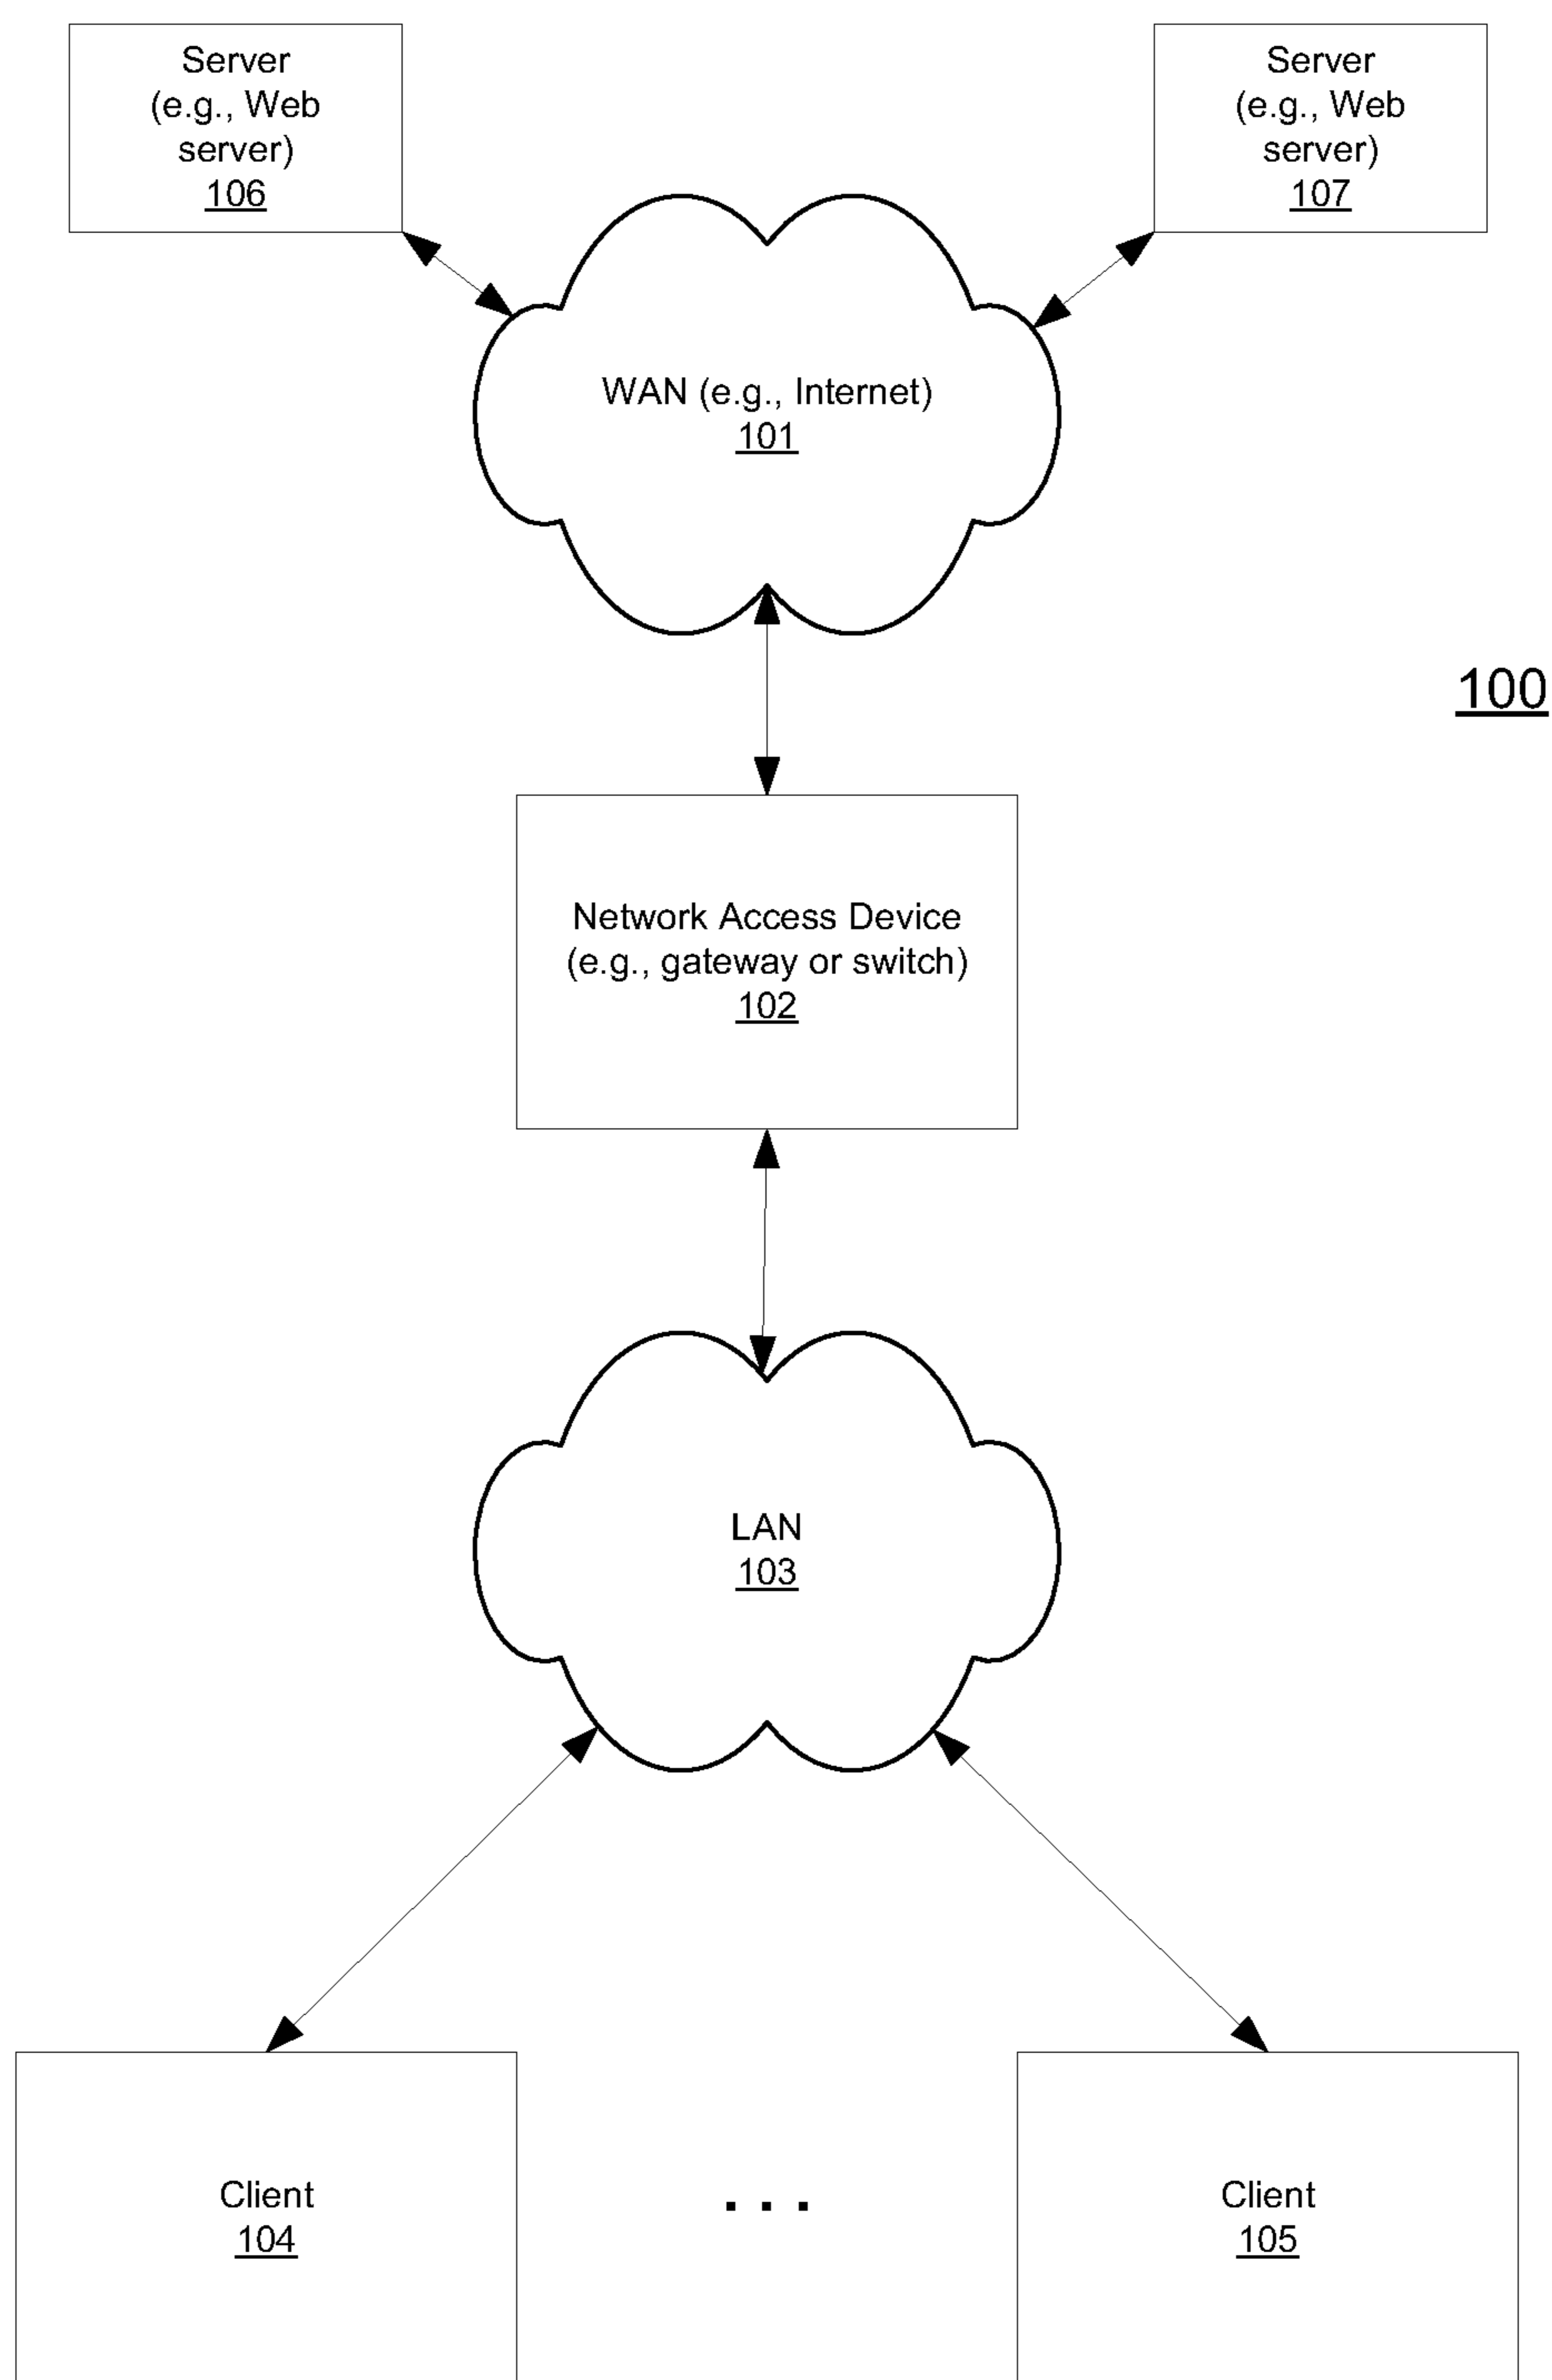 Server
(e.g., Web
server)
106
Server
(e.g., Web
server)
107
WAN (e.g., Internet)
101
100
Network Access Device
(e.g., gateway or switch)
102
LAN
103
Client
104
. . .
Client
105